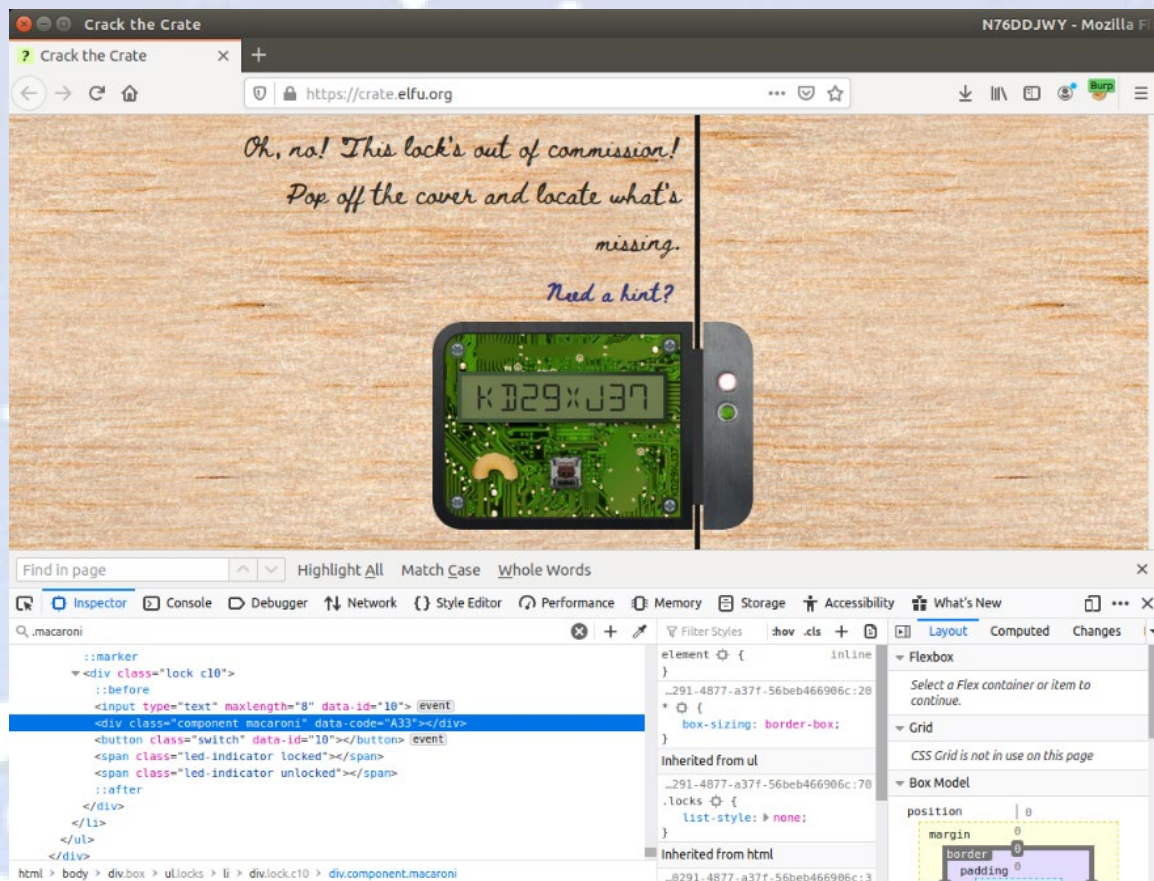 Crack the Crate
N76DDJWY - Mozilla Fi
? Crack the Crate × +
https://crate.elfu.org
Burp
Oh, no! This lock's out of commission!
Pop off the cover and locate what's
missing.
Need a hint?
KD29XJ37
KD29XJ37
Find in page
Highlight All Match Case Whole Words
Inspector Console Debugger Network {} Style Editor Performance Memory Storage Accessibility What's New
.macaroni
Filter Styles :hov .cls +
Layout Computed Changes
::marker
<div class="lock c10">
::before
<input type="text" maxlength="8" data-id="10"> event
<div class="component macaroni" data-code="A33"></div>
<button class="switch" data-id="10"></button> event
<span class="led-indicator locked"></span>
<span class="led-indicator unlocked"></span>
::after
</div>
</li>
</ul>
</div>
html > body > div.box > ul.locks > li > div.lock.c10 > div.component.macaroni
element { inline
}
…291-4877-a37f-56beb466906c:20
* {
box-sizing: border-box;
}
Inherited from ul
…291-4877-a37f-56beb466906c:70
.locks {
list-style: none;
}
Inherited from html
…0291-4877-a37f-56beb466906c:3
Flexbox
Select a Flex container or item to
continue.
Grid
CSS Grid is not in use on this page
Box Model
position 0
margin 0
border 0
padding 0